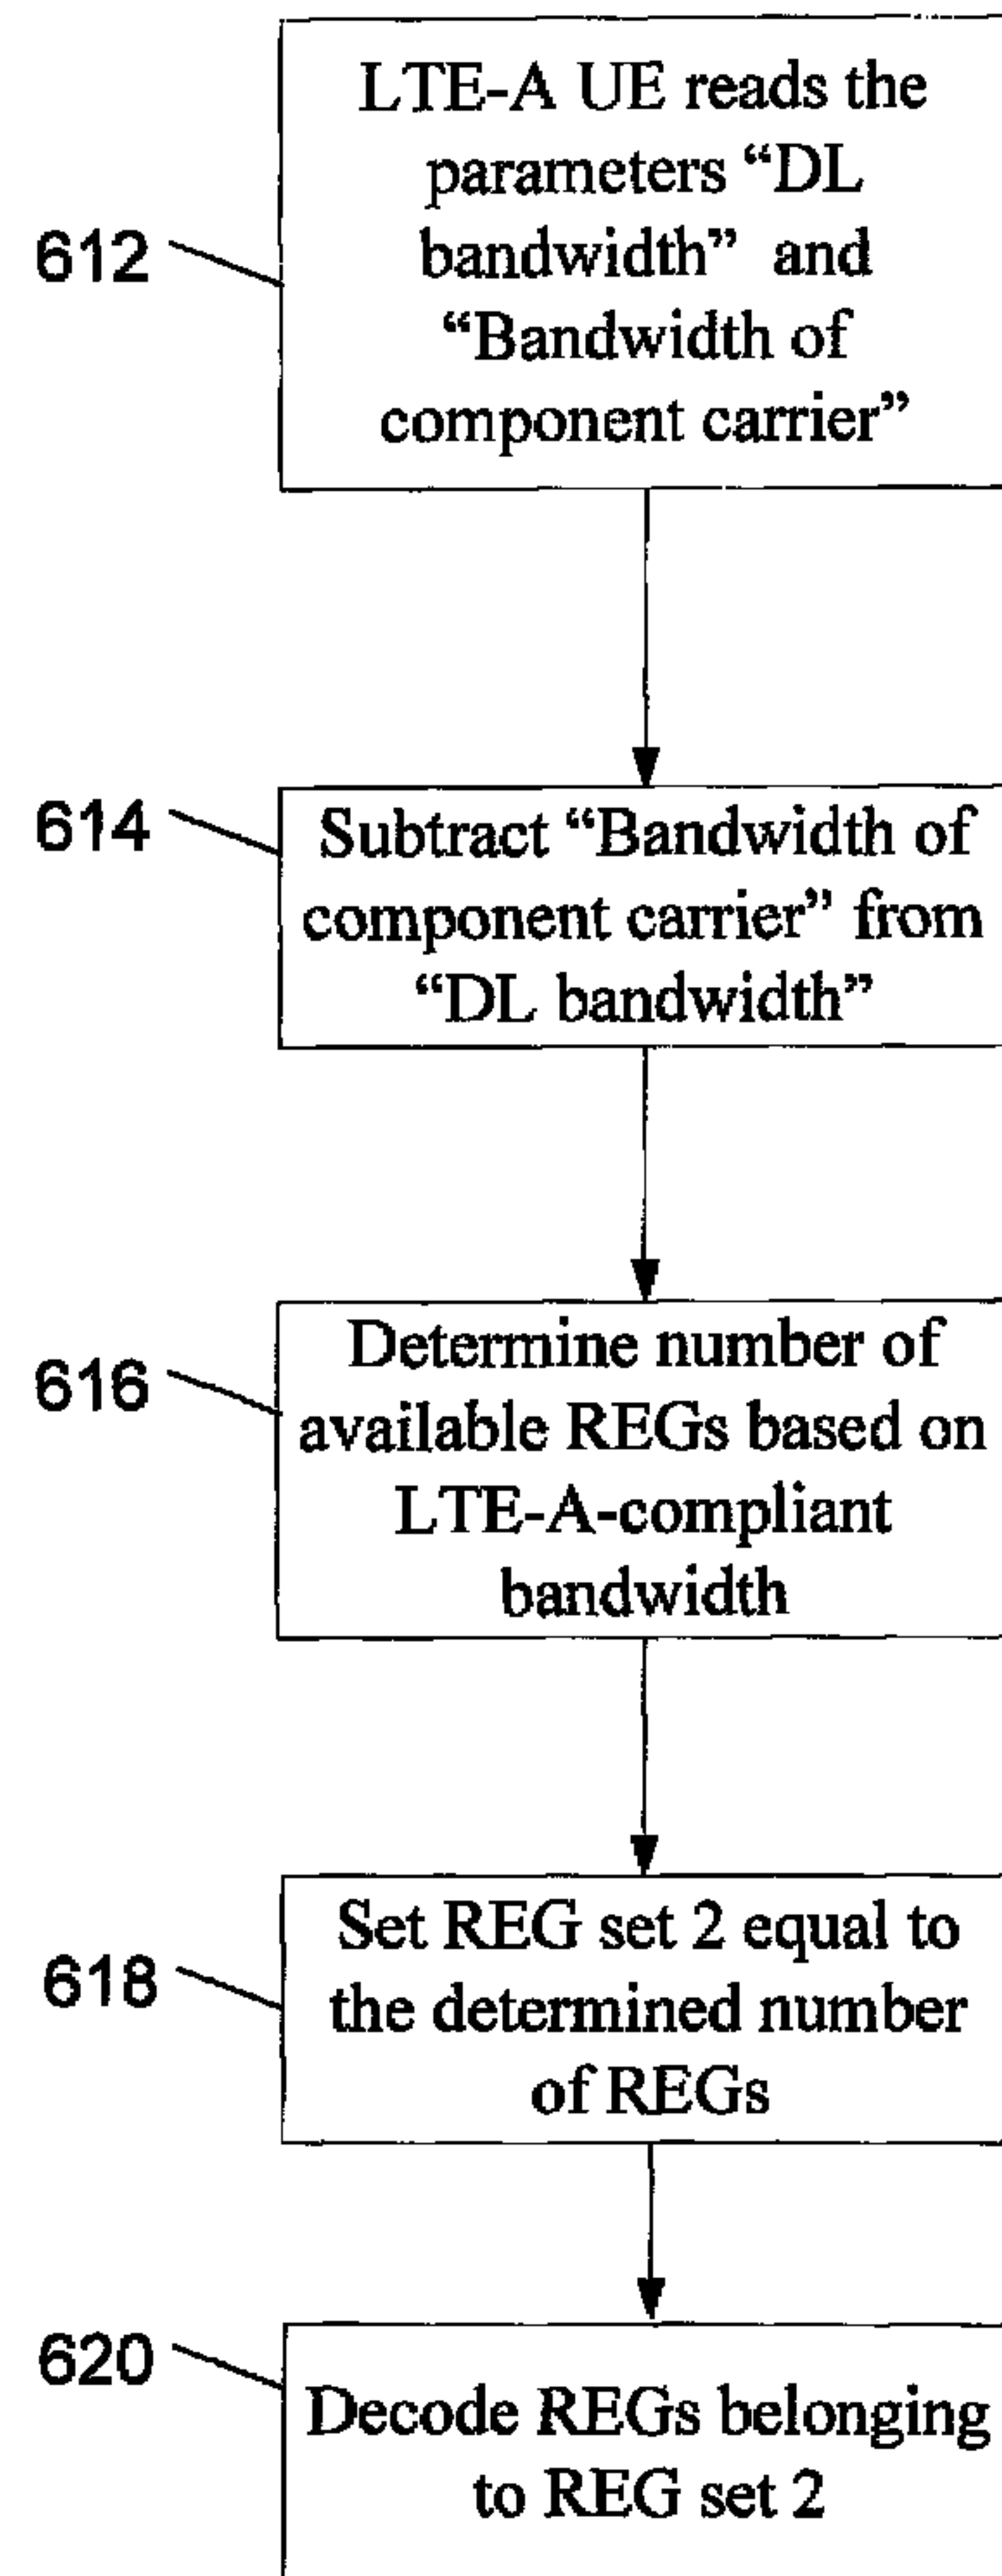 LTE-A UE reads the
parameters “DL
bandwidth” and
“Bandwidth of
component carrier”
612
614
Subtract “Bandwidth of
component carrier” from
“DL bandwidth”
616
Determine number of
available REGs based on
LTE-A-compliant
bandwidth
618
Set REG set 2 equal to
the determined number
of REGs
620
Decode REGs belonging
to REG set 2